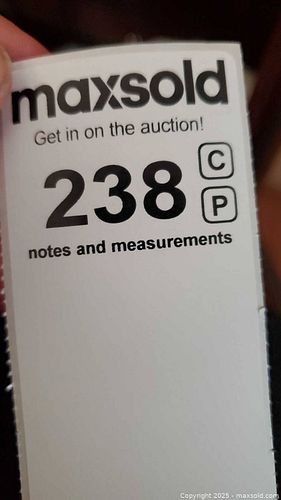 maxsold
Get in on the auction!
238
C
P
notes and measurements
Copyright 2025 - maxsold.com